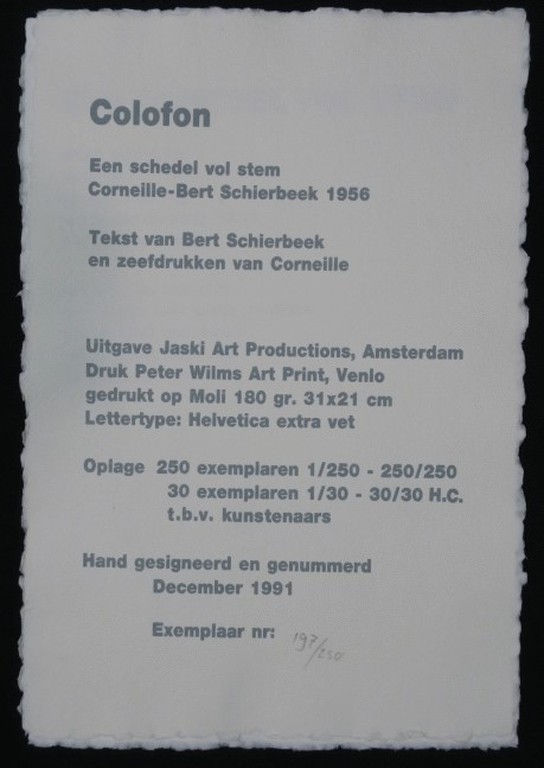 Colofon
Een schedel vol stem
Corneille-Bert Schierbeek 1956
Tekst van Bert Schierbeek
en zeefdrukken van Corneille
Uitgave Jaski Art Productions, Amsterdam
Druk Peter Wilms Art Print, Venlo
gedrukt op Moli 180 gr. 31x21 cm
Lettertype: Helvetica extra vet
Oplage 250 exemplaren 1/250 - 250/250
30 exemplaren 1/30 - 30/30 H.C.
t.b.v. kunstenaars
Hand gesigneerd en genummerd
December 1991
Exemplaar nr: 197/250